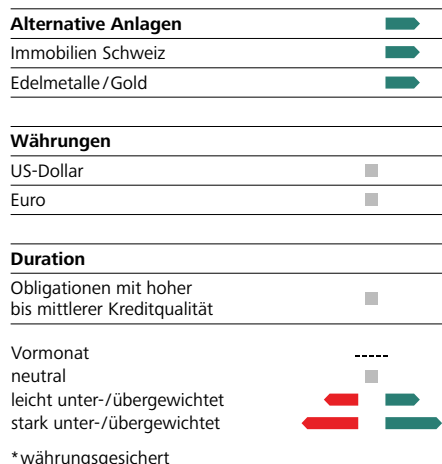 Alternative Anlagen
Immobilien Schweiz
Edelmetalle/Gold
Währungen
US-Dollar
Euro
Duration
Obligationen mit hoher
bis mittlerer Kreditqualität
Vormonat
neutral
leicht unter-/übergewichtet
stark unter-/übergewichtet
*währungsgesichert